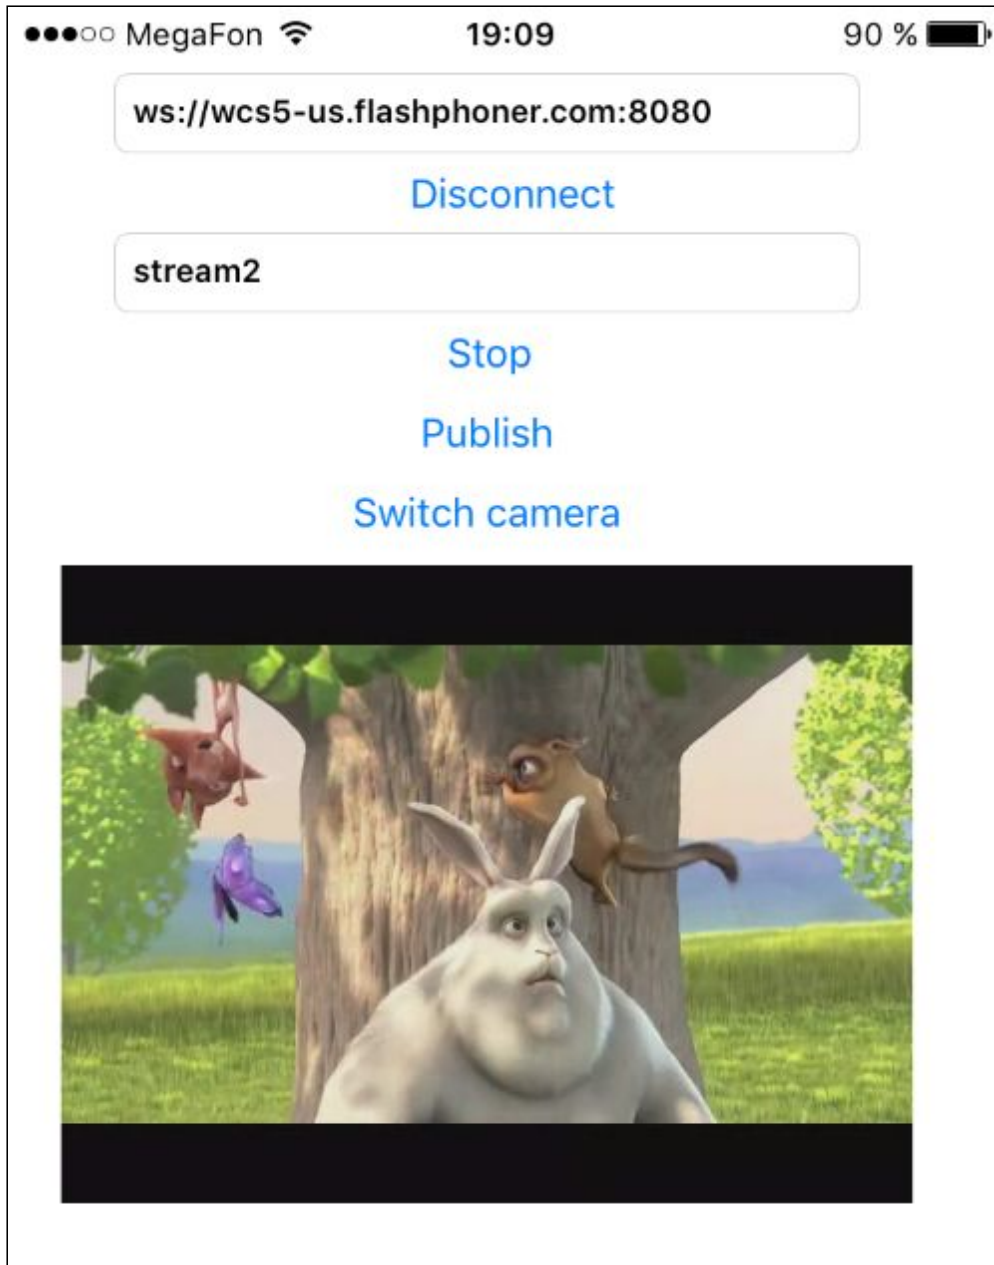 MegaFon 19:09 90 %
ws://wcs5-us.flashphoner.com:8080
Disconnect
stream2
Stop
Publish
Switch camera